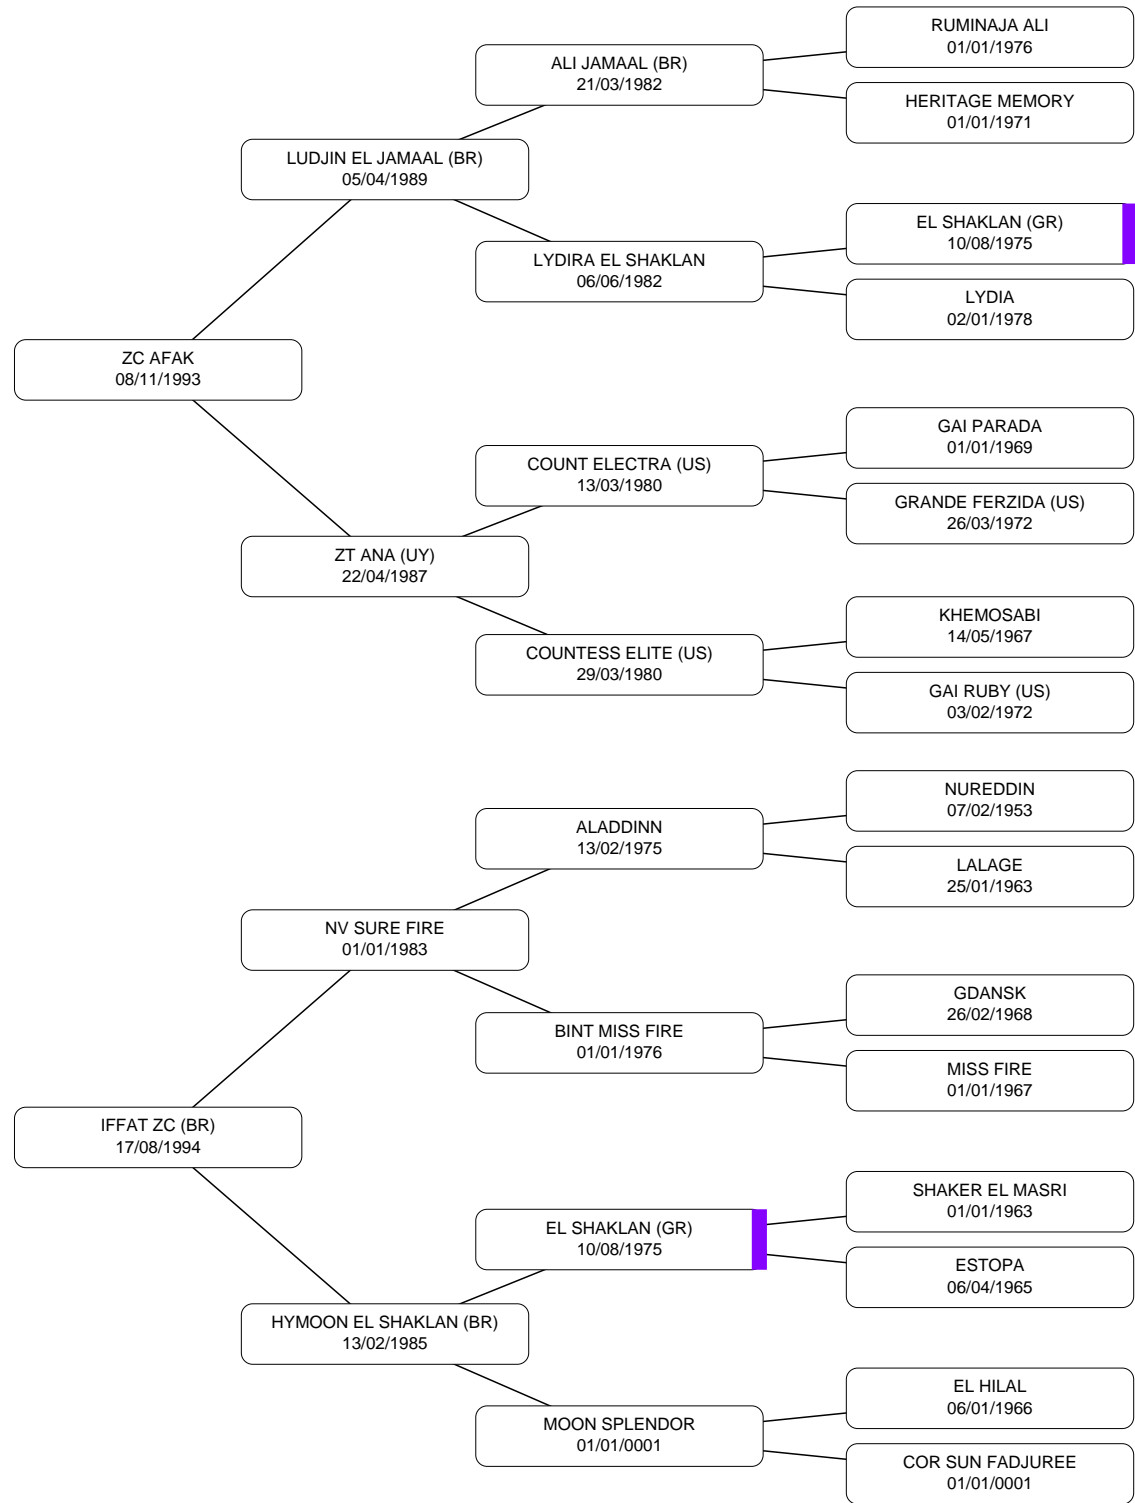 RUMINAJA ALI
01/01/1976
ALI JAMAAL (BR)
21/03/1982
HERITAGE MEMORY
01/01/1971
LUDJIN EL JAMAAL (BR)
05/04/1989
EL SHAKLAN (GR)
10/08/1975
LYDIRA EL SHAKLAN
06/06/1982
LYDIA
02/01/1978
ZC AFAK
08/11/1993
GAI PARADA
01/01/1969
COUNT ELECTRA (US)
13/03/1980
GRANDE FERZIDA (US)
26/03/1972
ZT ANA (UY)
22/04/1987
KHEMOSABI
14/05/1967
COUNTESS ELITE (US)
29/03/1980
GAI RUBY (US)
03/02/1972
NUREDDIN
07/02/1953
ALADDINN
13/02/1975
LALAGE
25/01/1963
NV SURE FIRE
01/01/1983
GDANSK
26/02/1968
BINT MISS FIRE
01/01/1976
MISS FIRE
01/01/1967
IFFAT ZC (BR)
17/08/1994
SHAKER EL MASRI
01/01/1963
EL SHAKLAN (GR)
10/08/1975
ESTOPA
06/04/1965
HYMOON EL SHAKLAN (BR)
13/02/1985
EL HILAL
06/01/1966
MOON SPLENDOR
01/01/0001
COR SUN FADJUREE
01/01/0001